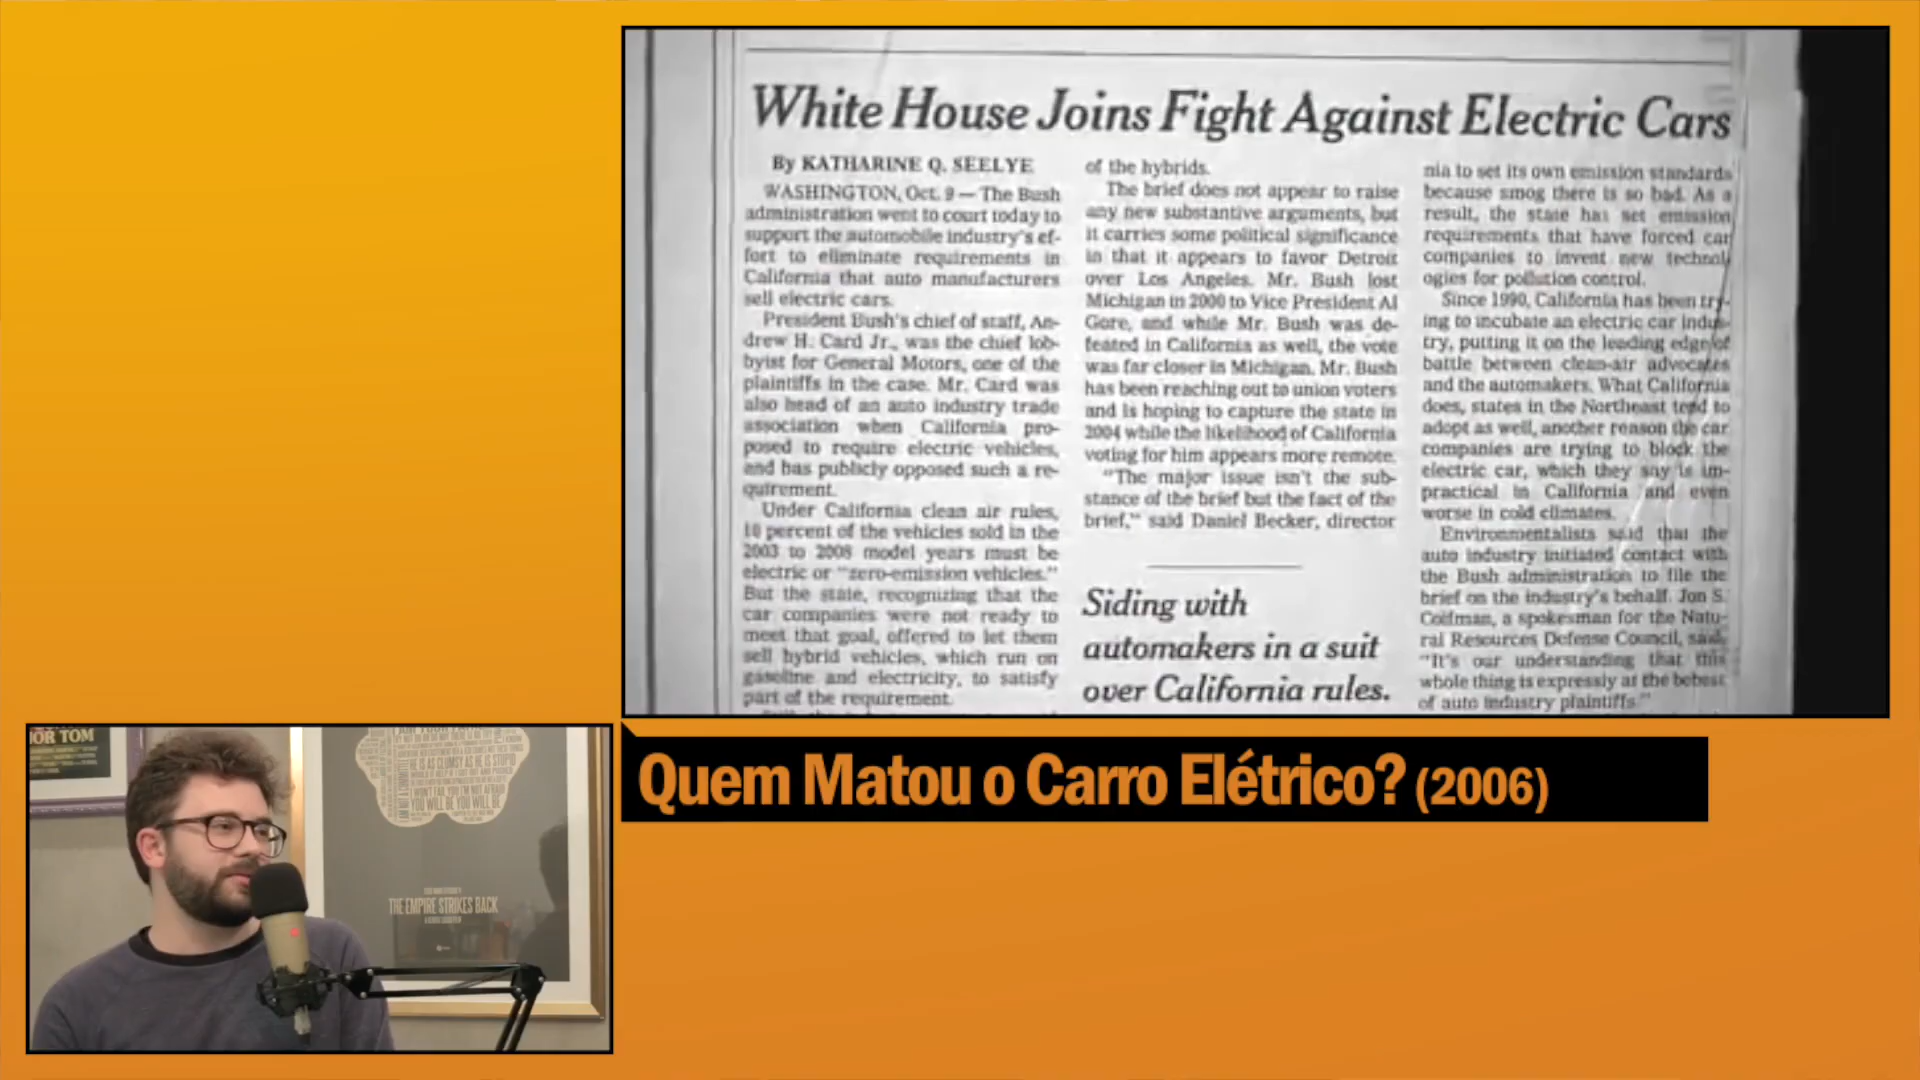 White House Joins Fight Against Electric Cars
By KATHARINE Q. SEELYE
WASHINGTON, Oct. 9 — The Bush
administration went to court today to
support the automobile industry's ef-
fort to eliminate requirements in
California that auto manufacturers
sell electric cars.
President Bush's chief of staff, An-
drew H. Card Jr., was the chief lob-
byist for General Motors, one of the
plaintiffs in the case. Mr. Card was
also head of an auto industry trade
association when California pro-
posed to require electric vehicles,
and has publicly opposed such a re-
quirement.
Under California clean air rules,
10 percent of the vehicles sold in the
2003 to 2008 model years must be
electric or "zero-emission vehicles."
But the state, recognizing that the
car companies were not ready to
meet that goal, offered to let them
sell hybrid vehicles, which run on
gasoline and electricity, to satisfy
part of the requirement.
of the hybrids.
The brief does not appear to raise
any new substantive arguments, but
it carries some political significance
in that it appears to favor Detroit
over Los Angeles. Mr. Bush lost
Michigan in 2000 to Vice President Al
Gore, and while Mr. Bush was de-
feated in California as well, the vote
was far closer in Michigan. Mr. Bush
has been reaching out to union voters
and is hoping to capture the state in
2004 while the likelihood of California
voting for him appears more remote.
"The major issue isn't the sub-
stance of the brief but the fact of the
brief," said Daniel Becker, director
Siding with
automakers in a suit
over California rules.
nia to set its own emission standards
because smog there is so bad. As a
result, the state has set emission
requirements that have forced car
companies to invent new technol-
ogies for pollution control.
Since 1990, California has been try-
ing to incubate an electric car indus-
try, putting it on the leading edge of
battle between clean-air advocates
and the automakers. What California
does, states in the Northeast tend to
adopt as well, another reason the car
companies are trying to block the
electric car, which they say is im-
practical in California and even
worse in cold climates.
Environmentalists said that the
auto industry initiated contact with
the Bush administration to file the
brief on the industry's behalf. Jon S.
Coifman, a spokesman for the Natu-
ral Resources Defense Council, said,
"It's our understanding that this
whole thing is expressly at the behest
of auto industry plaintiffs."
Quem Matou o Carro Elétrico? (2006)
JOR TOM
HE IS AS CLUMSY AS HE IS STUPID
I WON'T FAIL YOU I'M NOT AFRAID
YOU WILL BE YOU WILL BE
THE EMPIRE STRIKES BACK